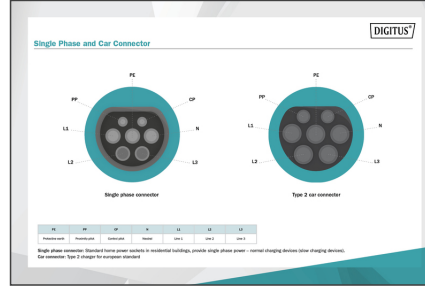 DIGITUS®
Single Phase and Car Connector
PE
PP
CP
L1
N
L2
L3
Single phase connector
PE
PP
CP
L1
N
L2
L3
Type 2 car connector
PE PP CP N L1 L2 L3
Protective earth Proximity pilot Control pilot Neutral Line 1 Line 2 Line 3
Single phase connector: Standard home power sockets in residential buildings, provide single phase power – normal charging devices (slow charging devices).
Car connector: Type 2 charger for european standard